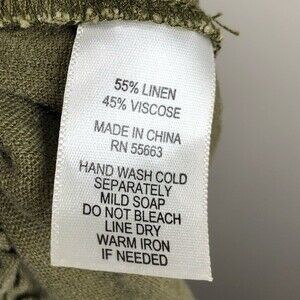 55% LINEN
45% VISCOSE
MADE IN CHINA
RN 55663
HAND WASH COLD
SEPARATELY
MILD SOAP
DO NOT BLEACH
LINE DRY
WARM IRON
IF NEEDED